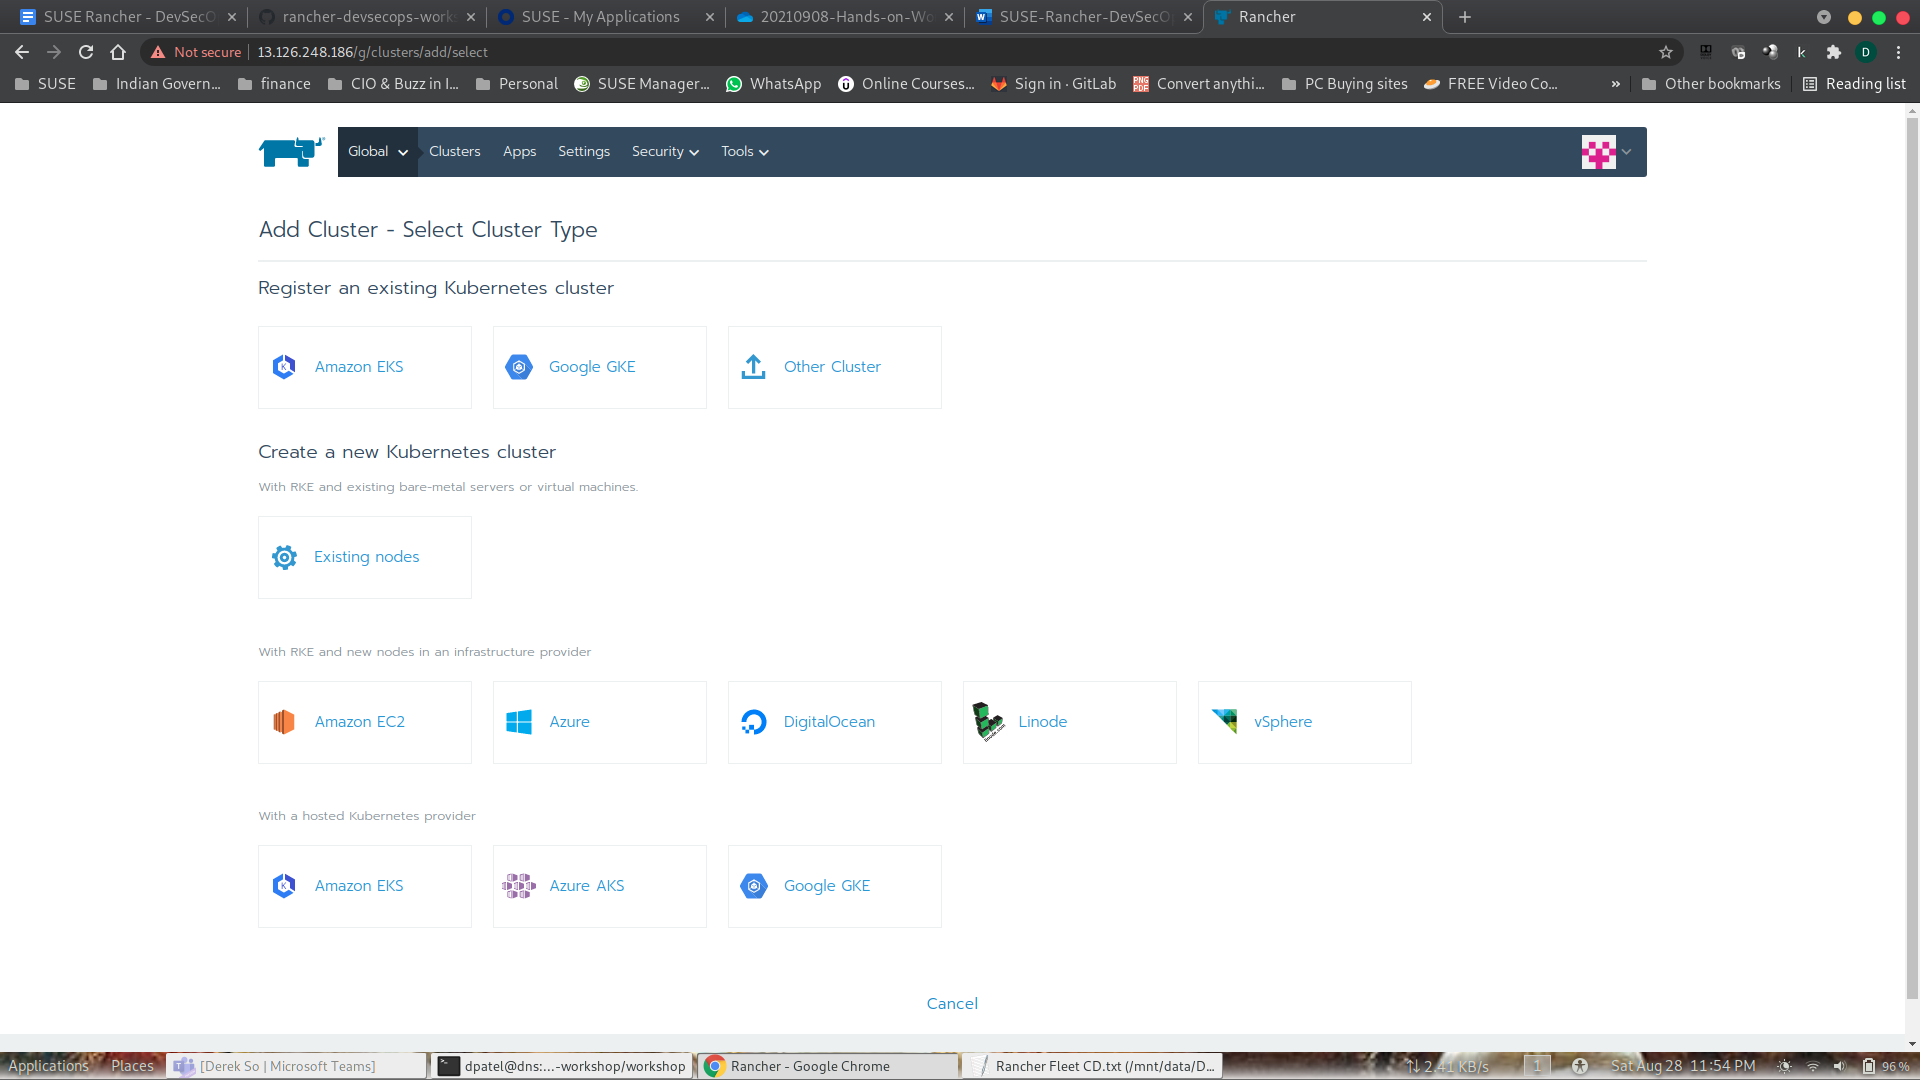 SUSE Rancher - DevSecO
rancher-devsecops-works
SUSE - My Applications
20210908-Hands-on-Wo
SUSE-Rancher-DevSecOp
Rancher
Not secure
13.126.248.186/g/clusters/add/select
SUSE
Indian Govern...
finance
CIO & Buzz in I...
Personal
SUSE Manager...
WhatsApp
Online Courses...
Sign in · GitLab
Convert anythi...
PC Buying sites
FREE Video Co...
»
Other bookmarks
Reading list
Global
Clusters
Apps
Settings
Security
Tools
Add Cluster - Select Cluster Type
Register an existing Kubernetes cluster
Amazon EKS
Google GKE
Other Cluster
Create a new Kubernetes cluster
With RKE and existing bare-metal servers or virtual machines.
Existing nodes
With RKE and new nodes in an infrastructure provider
Amazon EC2
Azure
DigitalOcean
Linode
vSphere
With a hosted Kubernetes provider
Amazon EKS
Azure AKS
Google GKE
Cancel
Applications
Places
[Derek So | Microsoft Teams]
dpatel@dns:...-workshop/workshop
Rancher - Google Chrome
Rancher Fleet CD.txt (/mnt/data/D...
2.41 KB/s
1
Sat Aug 28 11:54 PM
96 %